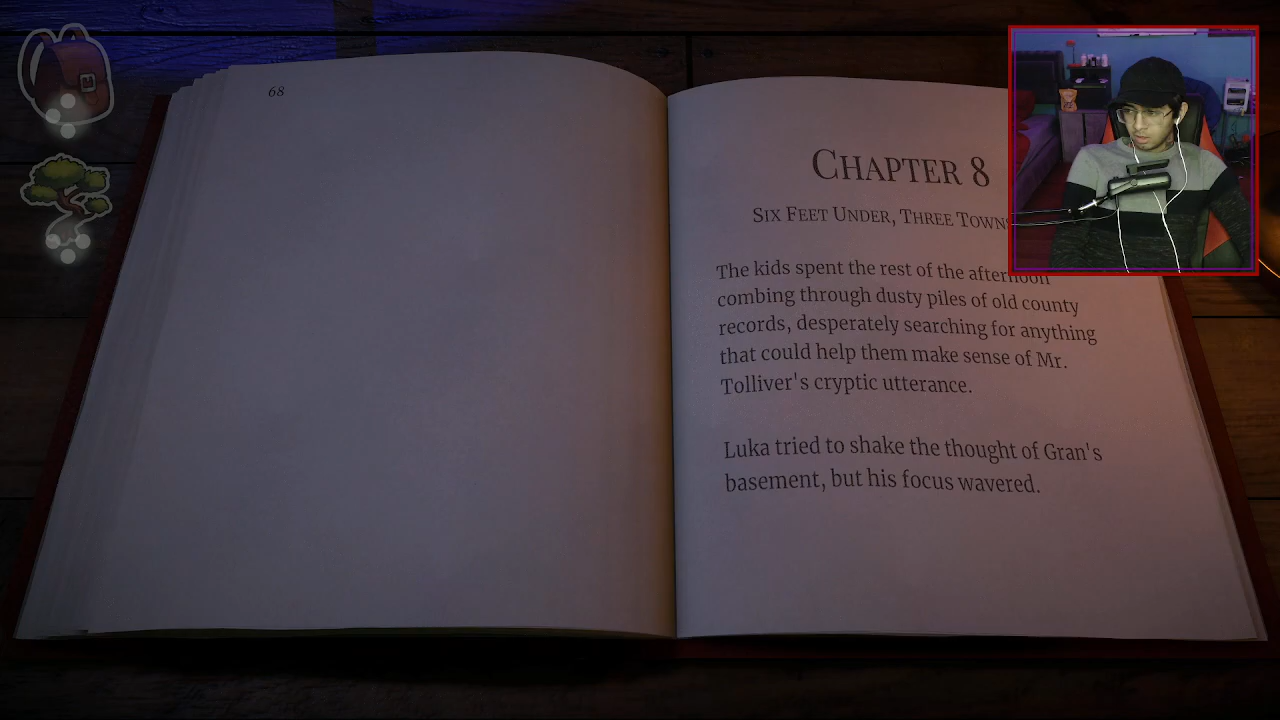 68
CHAPTER 8
SIX FEET UNDER, THREE
The kids spent the rest of the afternoon
combing through dusty piles of old county
records, desperately searching for anything
that could help them make sense of Mr.
Tolliver's cryptic utterance.
Luka tried to shake the thought of Gran's
basement, but his focus wavered.